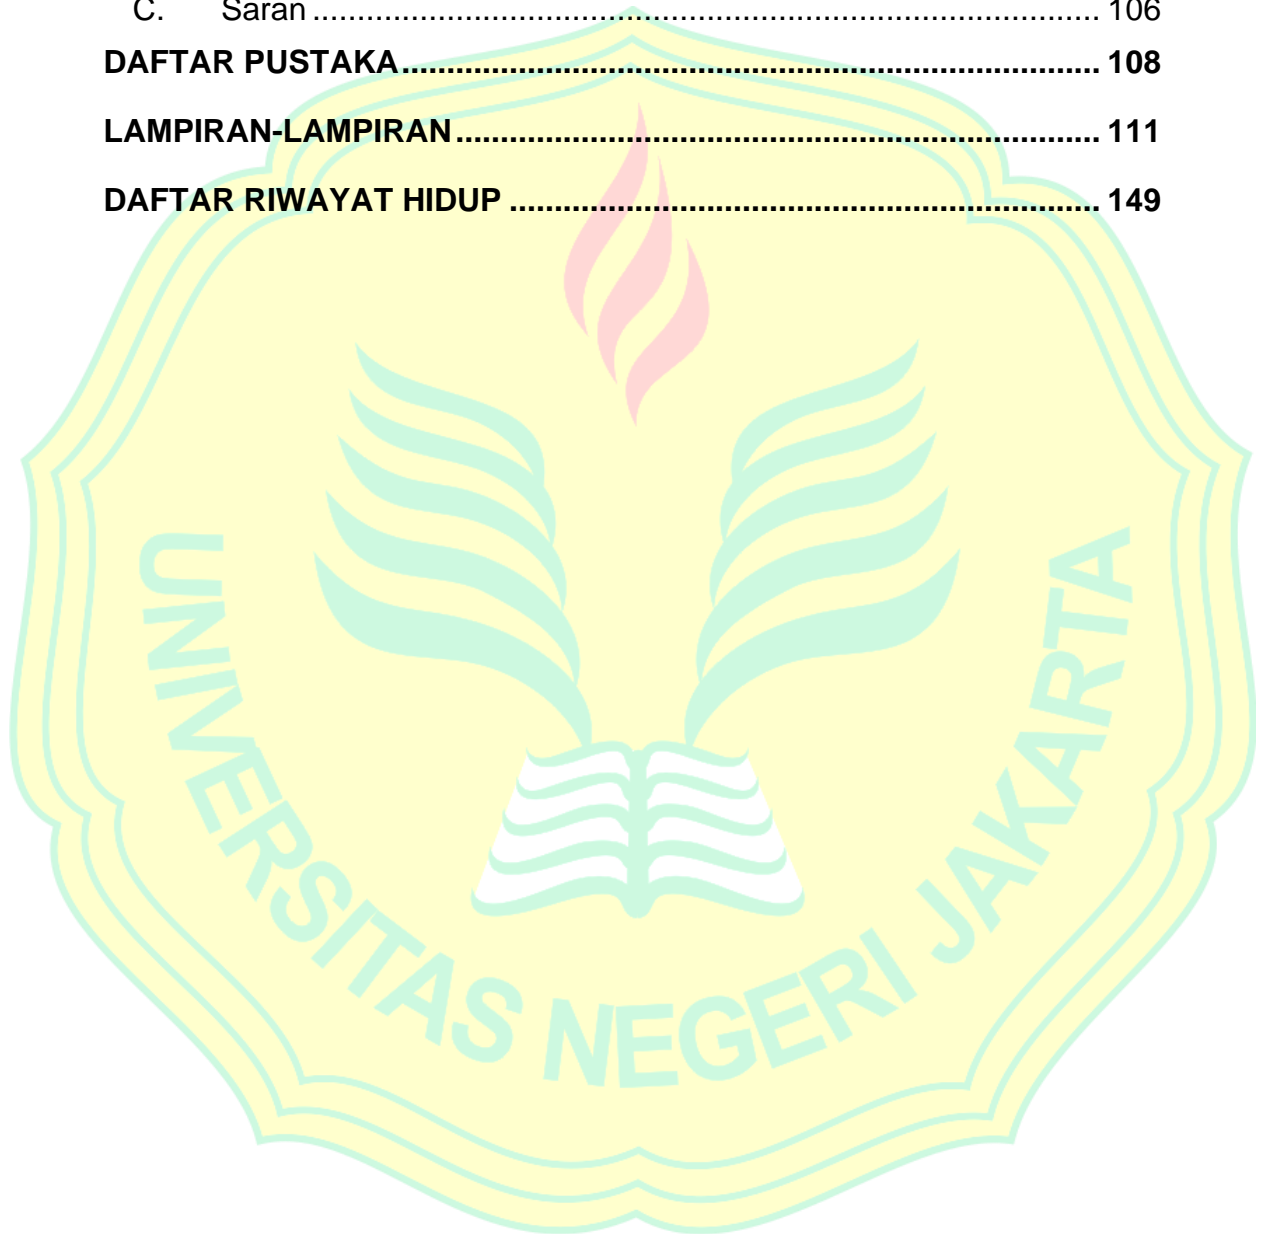 C. Saran ........................................................................................ 106
DAFTAR PUSTAKA.............................................................................. 108
LAMPIRAN-LAMPIRAN........................................................................ 111
DAFTAR RIWAYAT HIDUP .................................................................. 149
UNIVERSITAS NEGERI JAKARTA